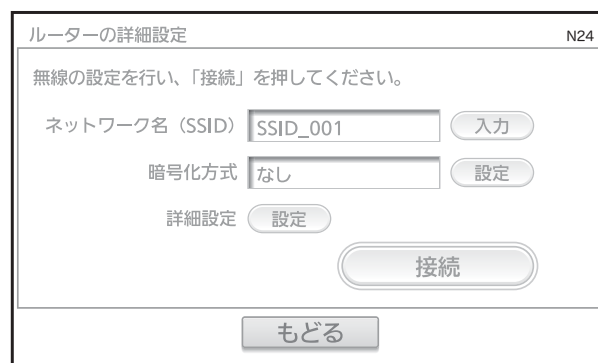 ルーターの詳細設定 N24
無線の設定を行い、「接続」を押してください。
ネットワーク名（SSID） SSID_001 入力
暗号化方式 なし 設定
詳細設定 設定
接続
もどる